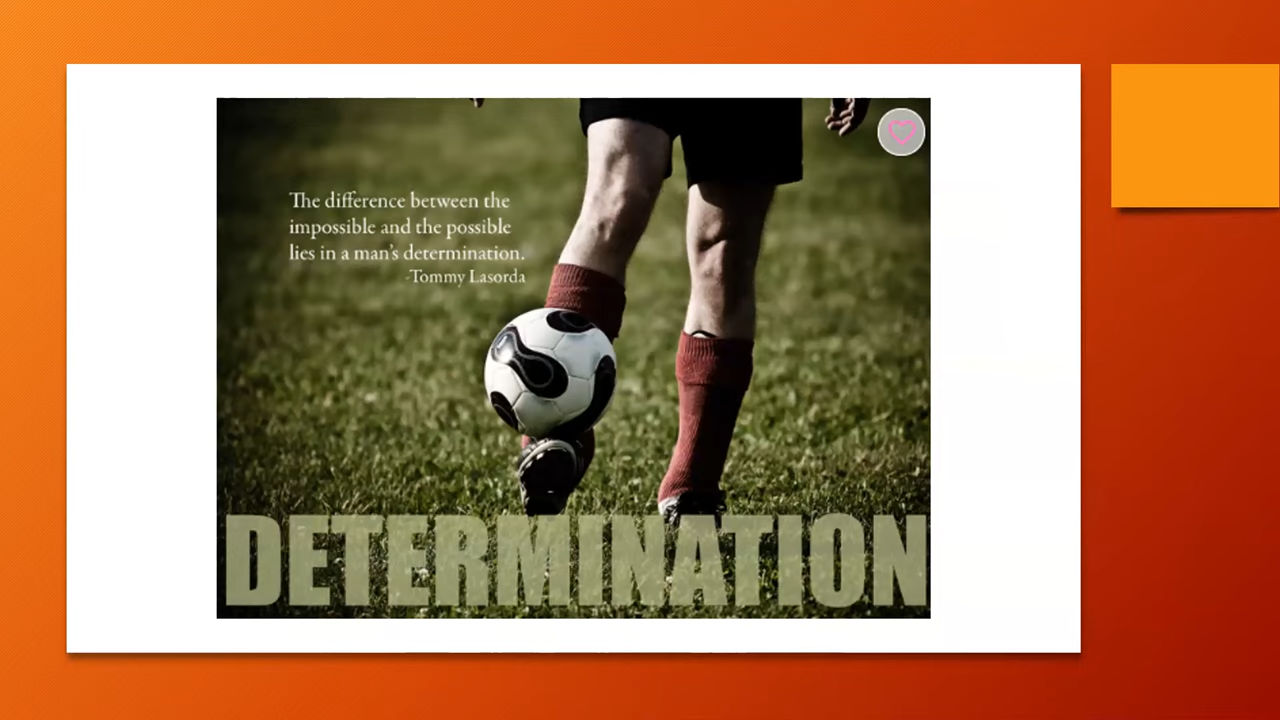 The difference between the
impossible and the possible
lies in a man's determination.
-Tommy Lasorda
DETERMINATION